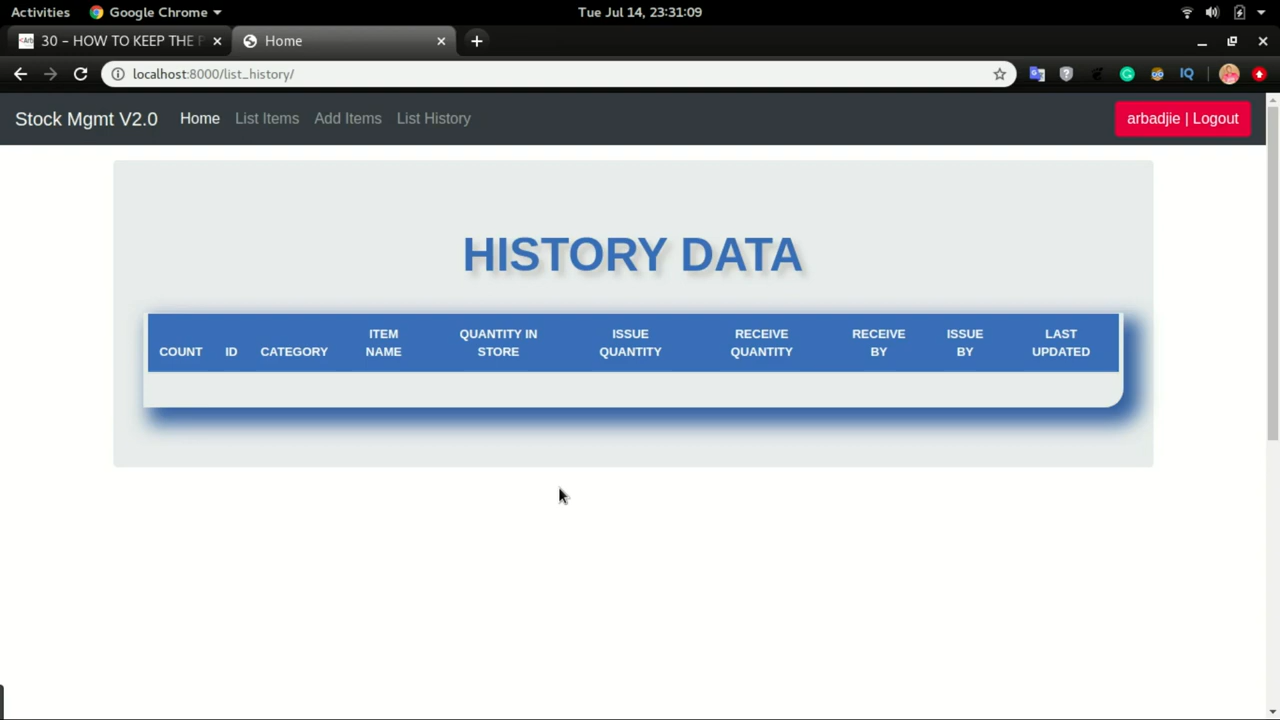 Activities Google Chrome Tue Jul 14, 23:31:09
30 – HOW TO KEEP THE Home
localhost:8000/list_history/
Stock Mgmt V2.0 Home List Items Add Items List History arbadjie | Logout
HISTORY DATA
COUNT ID CATEGORY ITEM NAME QUANTITY IN STORE ISSUE QUANTITY RECEIVE QUANTITY RECEIVE BY ISSUE BY LAST UPDATED